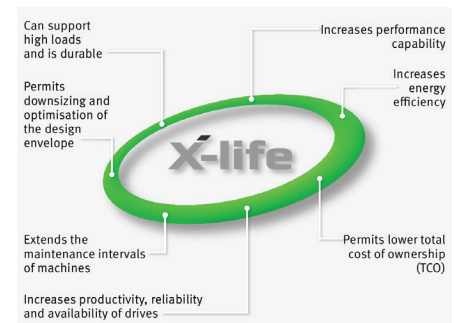 Can support
high loads
and is durable
Increases performance
capability
Increases
energy
efficiency
Permits
downsizing and
optimisation of
the design
envelope
X-life
Extends the
maintenance intervals
of machines
Permits lower total
cost of ownership
(TCO)
Increases productivity, reliability
and availability of drives